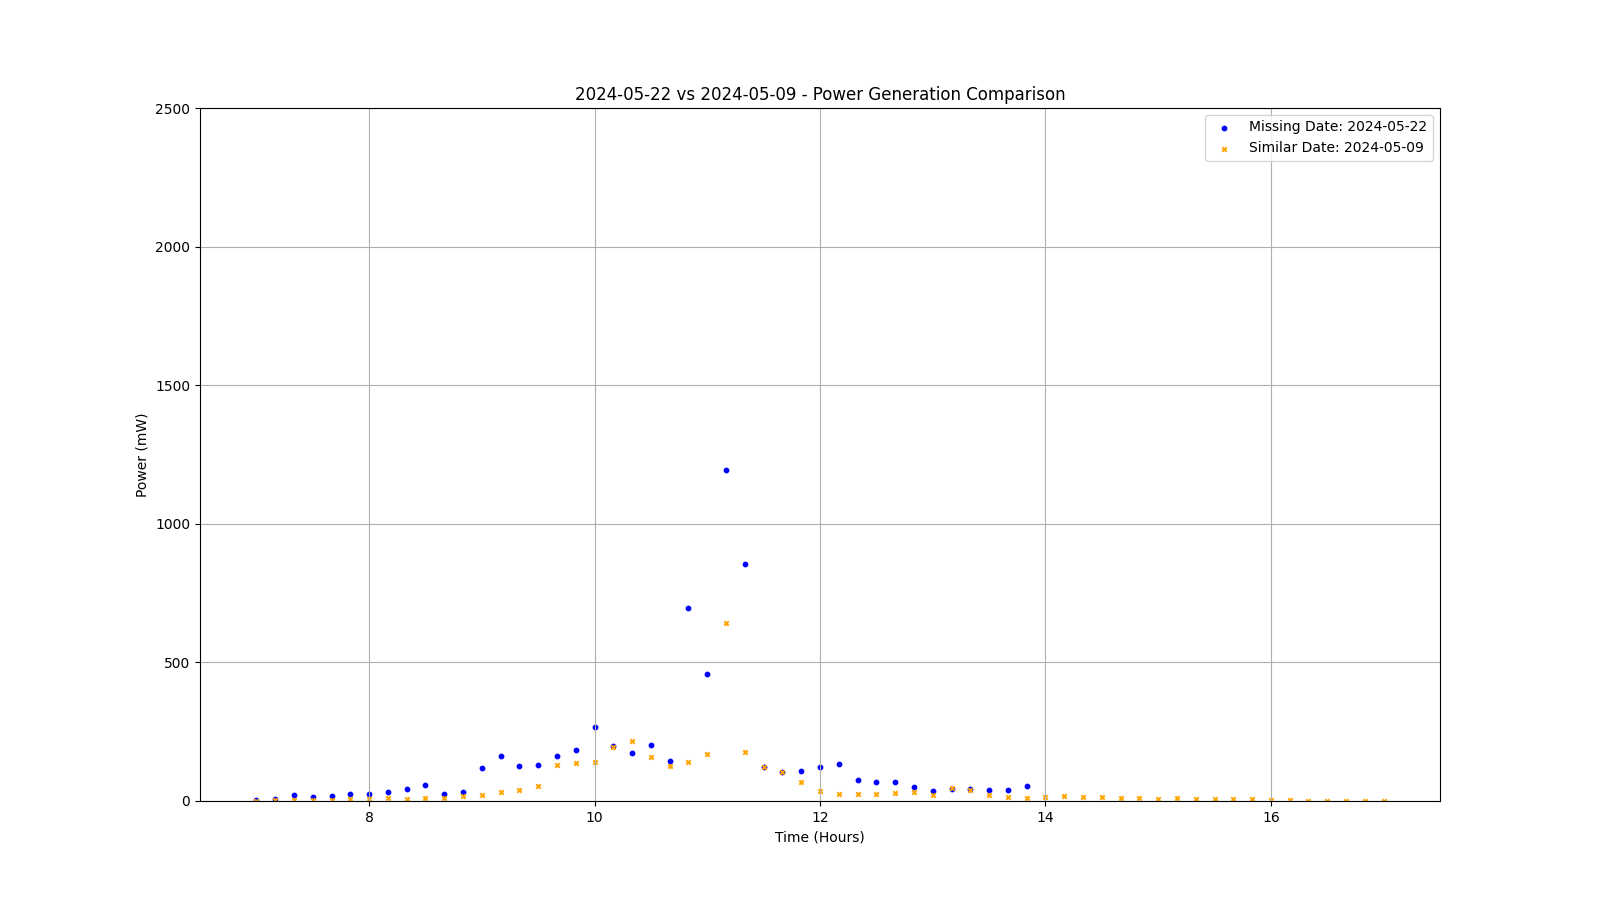 2024-05-22 vs 2024-05-09 - Power Generation Comparison
2500
2000
1500
1000
500
0
Power (mW)
Missing Date: 2024-05-22
Similar Date: 2024-05-09
8
10
12
14
16
Time (Hours)